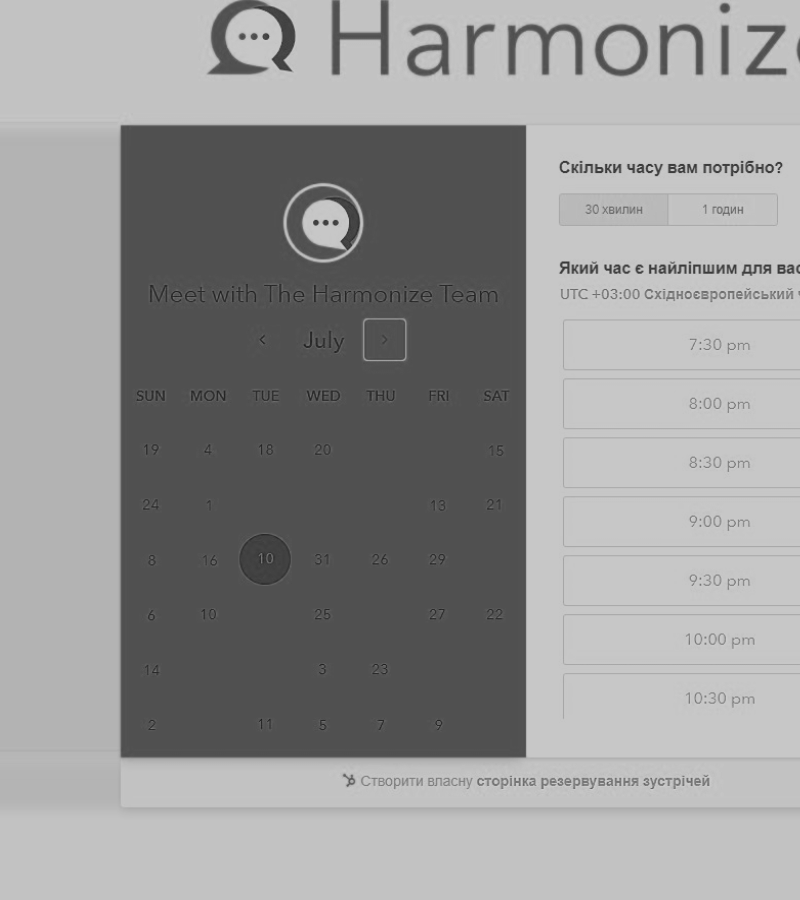 Harmoniz
Meet with The Harmonize Team
July
SUN MON TUE WED THU FRI SAT
19 4 18 20 15
24 1 13 21
8 16 10 31 26 29
6 10 25 27 22
14 3 23
2 11 5 7 9
Скільки часу вам потрібно?
30 хвилин 1 годин
Який час є найліпшим для вас
UTC +03:00 Східноєвропейський ч
7:30 pm
8:00 pm
8:30 pm
9:00 pm
9:30 pm
10:00 pm
10:30 pm
Створити власну сторінка резервування зустрічей